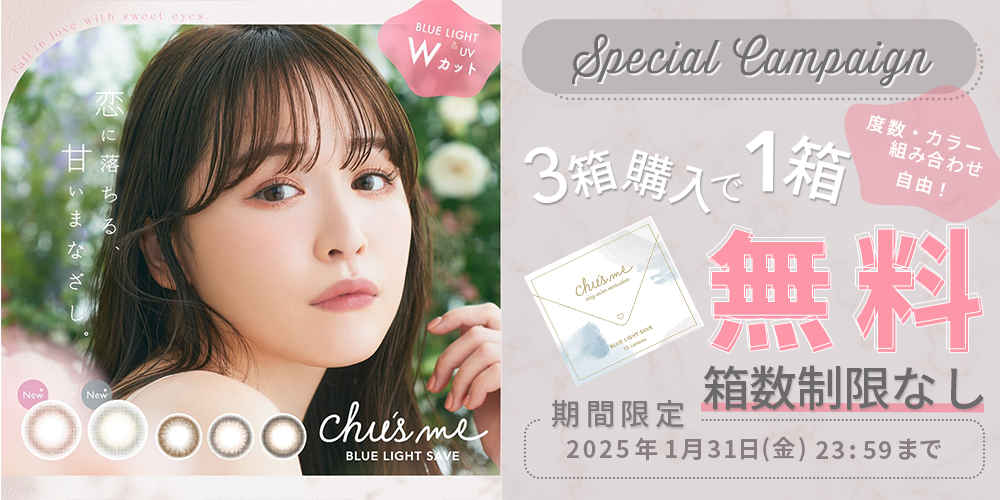 Fall in love with sweet eyes.
BLUE LIGHT
& UV
Wカット
恋に落ちる、
甘いまなざし。
New
New
chu's me
BLUE LIGHT SAVE
Special Campaign
度数・カラー
組み合わせ
自由！
3箱購入で1箱
無料
chu's me
BLUE LIGHT SAVE
10 Lenses
箱数制限なし
期間限定
2025年1月31日(金) 23:59まで